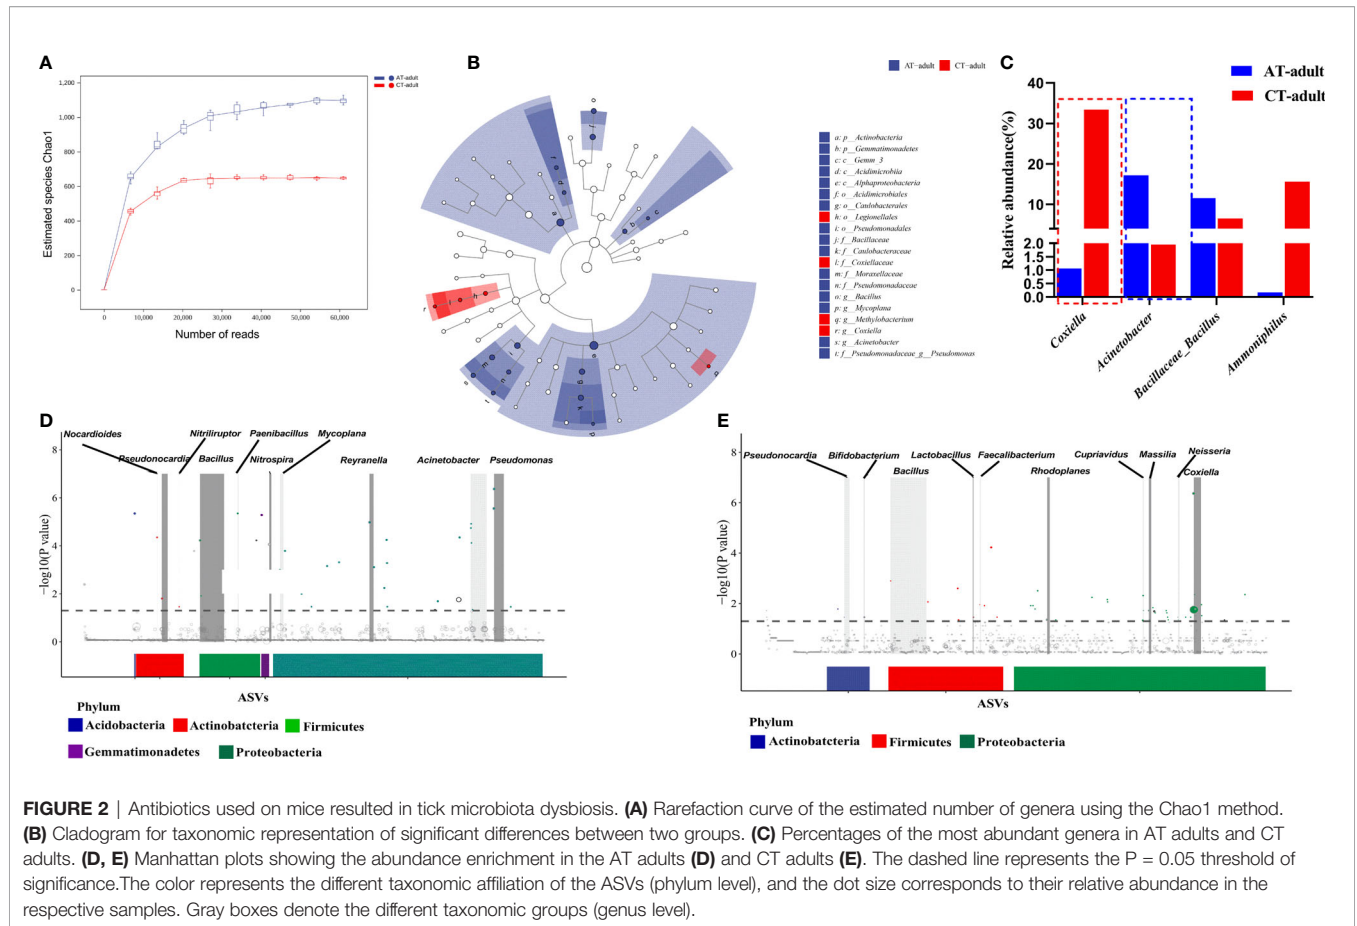 A
AT-adult
CT-adult
1,200
1,000
800
600
400
200
0
Estimated species Chao1
0
10,000
20,000
30,000
40,000
50,000
60,000
Number of reads
B
AT-adult
CT-adult
a: p__Actinobacteria
b: p__Gemmatimonadetes
c: c__Gemm_3
d: c__Acidimicrobiia
e: c__Alphaproteobacteria
f: o__Acidimicrobiales
g: o__Caulobacterales
h: o__Legionellales
i: o__Pseudomonadales
j: f__Bacillaceae
k: f__Caulobacteraceae
l: f__Coxiellaceae
m: f__Moraxellaceae
n: f__Pseudomonadaceae
o: g__Bacillus
p: g__Mycoplana
q: g__Methylobacterium
r: g__Coxiella
s: g__Acinetobacter
t: f__Pseudomonadaceae_g__Pseudomonas
C
AT-adult
CT-adult
40
30
20
10
2.0
1.5
1.0
0.5
0.0
Relative abundance(%)
Coxiella
Acinetobacter
Bacillaceae_Bacillus
Ammoniphilus
D
Nocardioides
Nitriliruptor
Paenibacillus
Mycoplana
Pseudonocardia
Bacillus
Nitrospira
Reyranella
Acinetobacter
Pseudomonas
8
6
4
2
0
−log10(P value)
ASVs
Phylum
Acidobacteria
Actinobatcteria
Firmicutes
Gemmatimonadetes
Proteobacteria
E
Pseudonocardia
Bifidobacterium
Lactobacillus
Faecalibacterium
Cupriavidus
Massilia
Neisseria
Bacillus
Rhodoplanes
Coxiella
8
6
4
2
0
−log10(P value)
ASVs
Phylum
Actinobatcteria
Firmicutes
Proteobacteria
FIGURE 2 | Antibiotics used on mice resulted in tick microbiota dysbiosis. (A) Rarefaction curve of the estimated number of genera using the Chao1 method.
(B) Cladogram for taxonomic representation of significant differences between two groups. (C) Percentages of the most abundant genera in AT adults and CT
adults. (D, E) Manhattan plots showing the abundance enrichment in the AT adults (D) and CT adults (E). The dashed line represents the P = 0.05 threshold of
significance.The color represents the different taxonomic affiliation of the ASVs (phylum level), and the dot size corresponds to their relative abundance in the
respective samples. Gray boxes denote the different taxonomic groups (genus level).